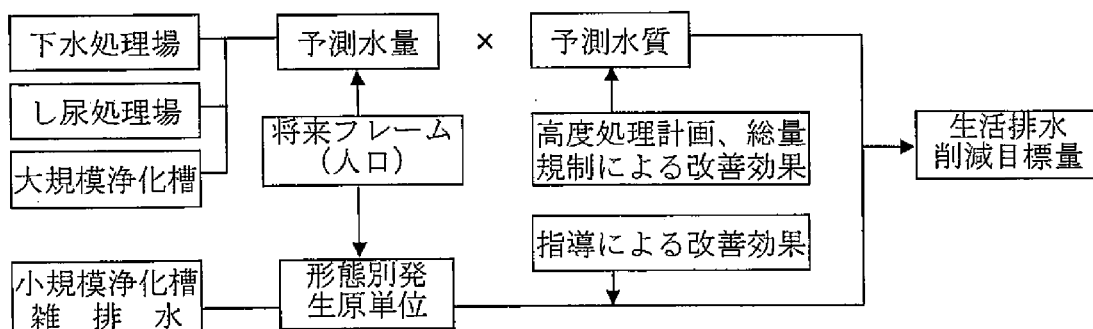 下水処理場
予測水量
×
予測水質
し尿処理場
将来フレーム
(人口)
高度処理計画、総量
規制による改善効果
生活排水
削減目標量
大規模浄化槽
指導による改善効果
小規模浄化槽
雑 排 水
形態別発
生原単位